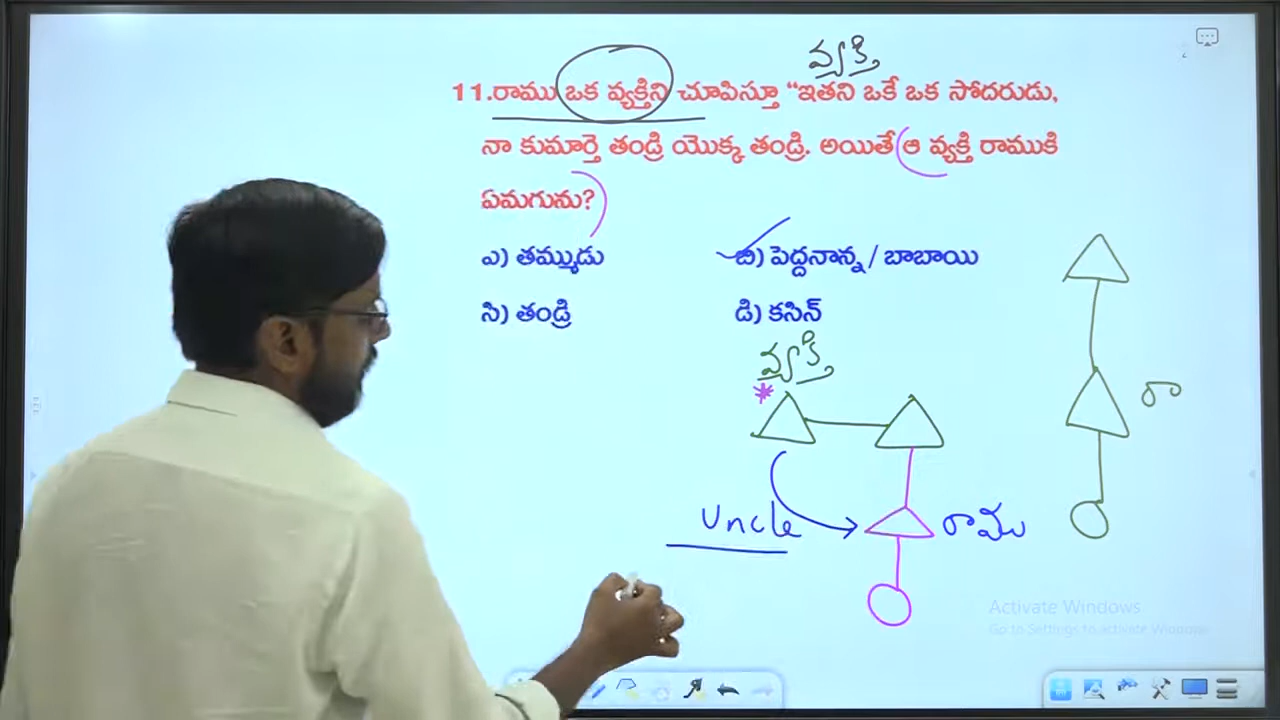 వ్యక్తి
11.రాము ఒక వ్యక్తిని చూపిస్తూ “ఇతని ఒకే ఒక సోదరుడు,
నా కుమార్తె తండ్రి యొక్క తండ్రి. అయితే ఆ వ్యక్తి రాముకి
ఏమగును?
ఎ) తమ్ముడు బి) పెద్దనాన్న / బాబాయి
సి) తండ్రి డి) కసిన్
వ్యక్తి
రా
Uncle రాము
Activate Windows
Go to Settings to activate Windows.